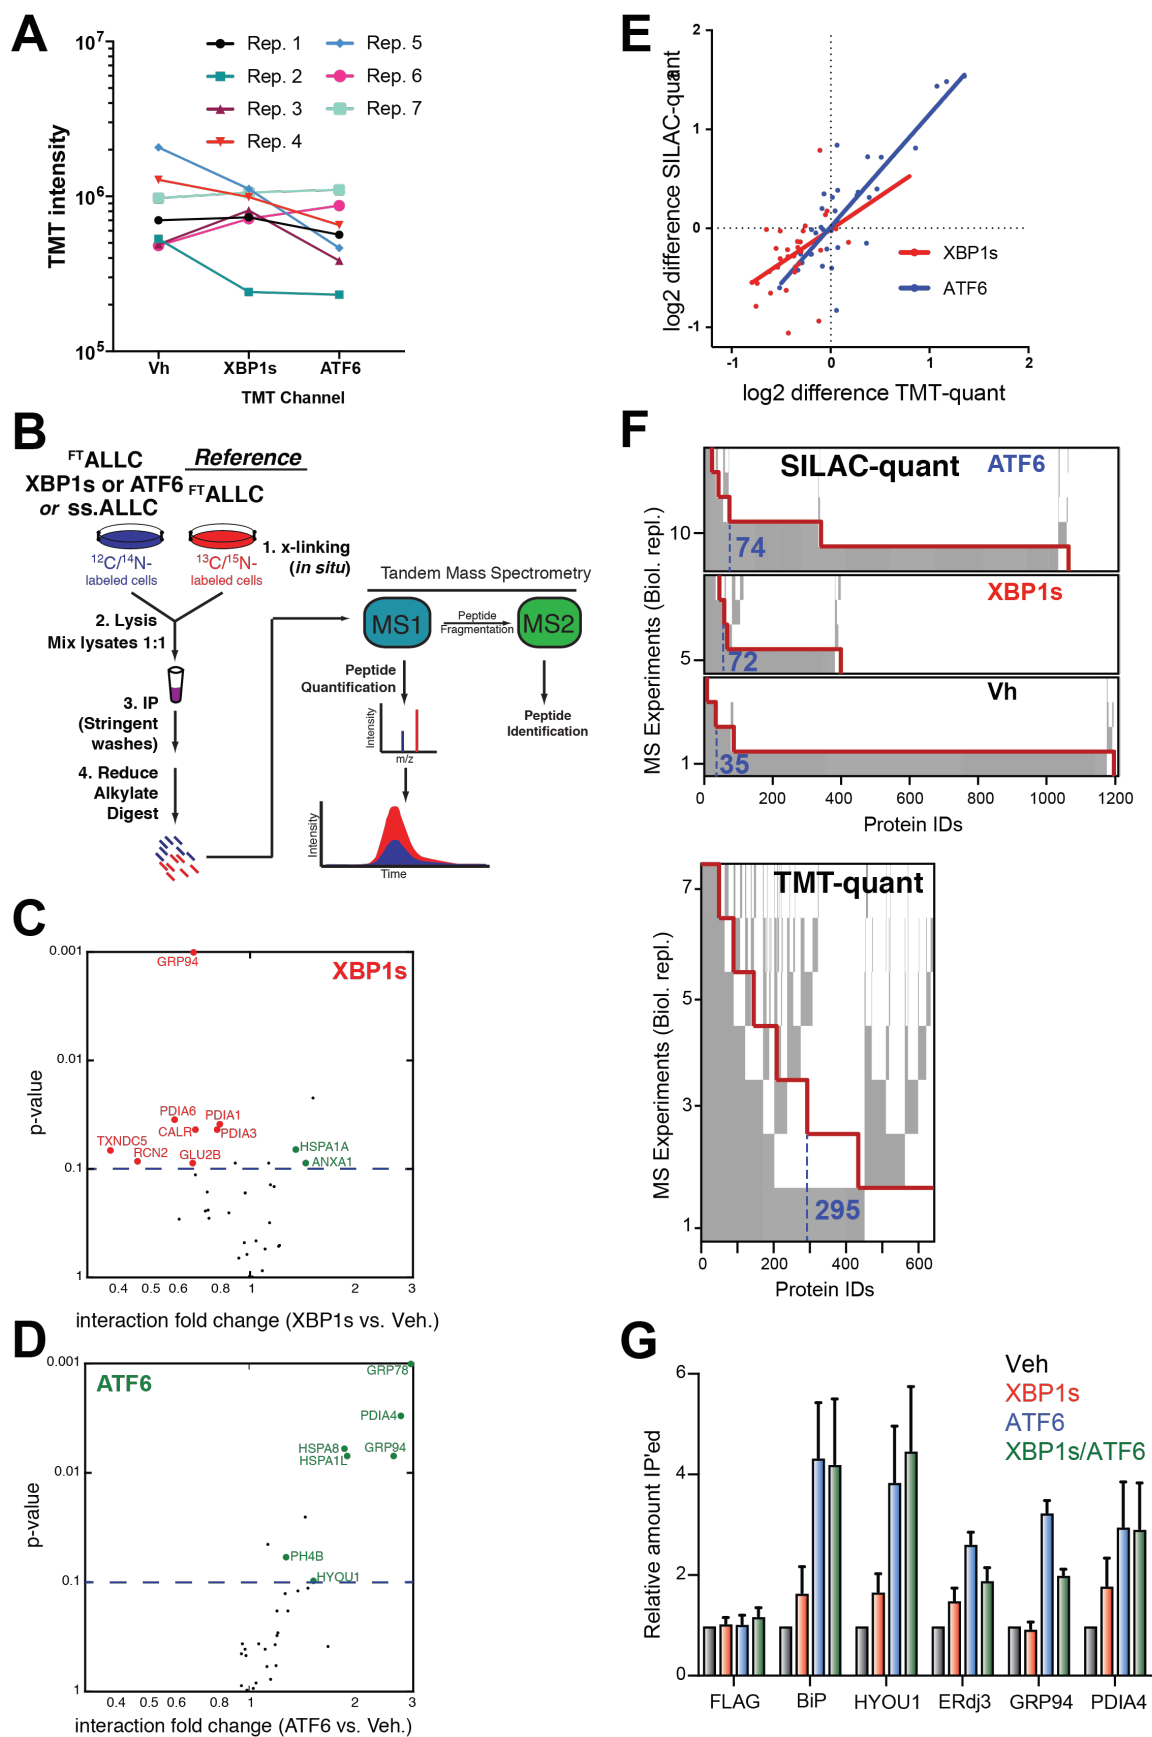 A
10^7
10^6
10^5
TMT intensity
Rep. 1
Rep. 2
Rep. 3
Rep. 4
Rep. 5
Rep. 6
Rep. 7
Vh
XBP1s
ATF6
TMT Channel
B
FTALLC
XBP1s or ATF6
or ss.ALLC
Reference
FTALLC
12C/14N-
labeled cells
13C/15N-
labeled cells
1. x-linking
(in situ)
2. Lysis
Mix lysates 1:1
3. IP
(Stringent
washes)
4. Reduce
Alkylate
Digest
Tandem Mass Spectrometry
MS1
Peptide
Fragmentation
MS2
Peptide
Quantification
Peptide
Identification
Intensity
m/z
Intensity
Time
C
XBP1s
p-value
0.001
0.01
0.1
1
GRP94
PDIA6
PDIA1
CALR
PDIA3
TXNDC5
RCN2
GLU2B
HSPA1A
ANXA1
0.4
0.5
0.6
0.8
1
2
3
interaction fold change (XBP1s vs. Veh.)
D
ATF6
p-value
0.001
0.01
0.1
1
GRP78
PDIA4
HSPA8
HSPA1L
GRP94
PH4B
HYOU1
0.4
0.5
0.6
0.8
1
2
3
interaction fold change (ATF6 vs. Veh.)
E
log2 difference SILAC-quant
2
1
0
-1
XBP1s
ATF6
-1
0
1
2
log2 difference TMT-quant
F
SILAC-quant
ATF6
10
74
XBP1s
5
72
Vh
1
35
MS Experiments (Biol. repl.)
0
200
400
600
800
1000
1200
Protein IDs
TMT-quant
MS Experiments (Biol. repl.)
7
5
3
1
295
0
200
400
600
Protein IDs
G
Veh
XBP1s
ATF6
XBP1s/ATF6
Relative amount IP'ed
6
4
2
0
FLAG
BiP
HYOU1
ERdj3
GRP94
PDIA4